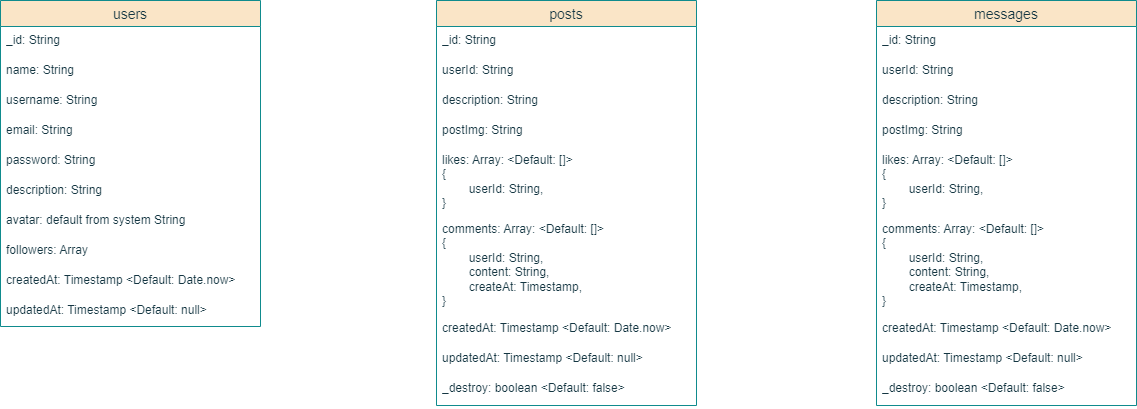 users
_id: String
name: String
username: String
email: String
password: String
description: String
avatar: default from system String
followers: Array
createdAt: Timestamp <Default: Date.now>
updatedAt: Timestamp <Default: null>
posts
_id: String
userId: String
description: String
postImg: String
likes: Array: <Default: []>
{
userId: String,
}
comments: Array: <Default: []>
{
userId: String,
content: String,
createAt: Timestamp,
}
createdAt: Timestamp <Default: Date.now>
updatedAt: Timestamp <Default: null>
_destroy: boolean <Default: false>
messages
_id: String
userId: String
description: String
postImg: String
likes: Array: <Default: []>
{
userId: String,
}
comments: Array: <Default: []>
{
userId: String,
content: String,
createAt: Timestamp,
}
createdAt: Timestamp <Default: Date.now>
updatedAt: Timestamp <Default: null>
_destroy: boolean <Default: false>